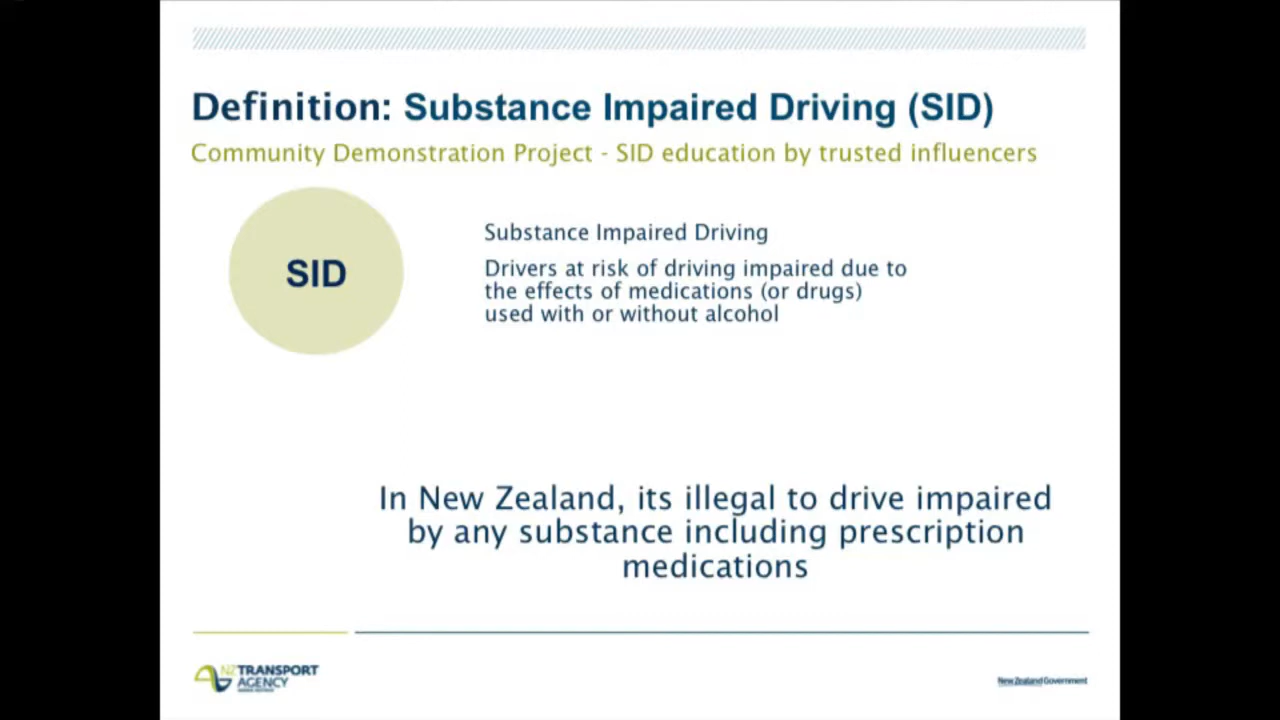 Definition: Substance Impaired Driving (SID)
Community Demonstration Project - SID education by trusted influencers
SID
Substance Impaired Driving
Drivers at risk of driving impaired due to
the effects of medications (or drugs)
used with or without alcohol
In New Zealand, its illegal to drive impaired
by any substance including prescription
medications
NZTRANSPORT
AGENCY
New Zealand Government